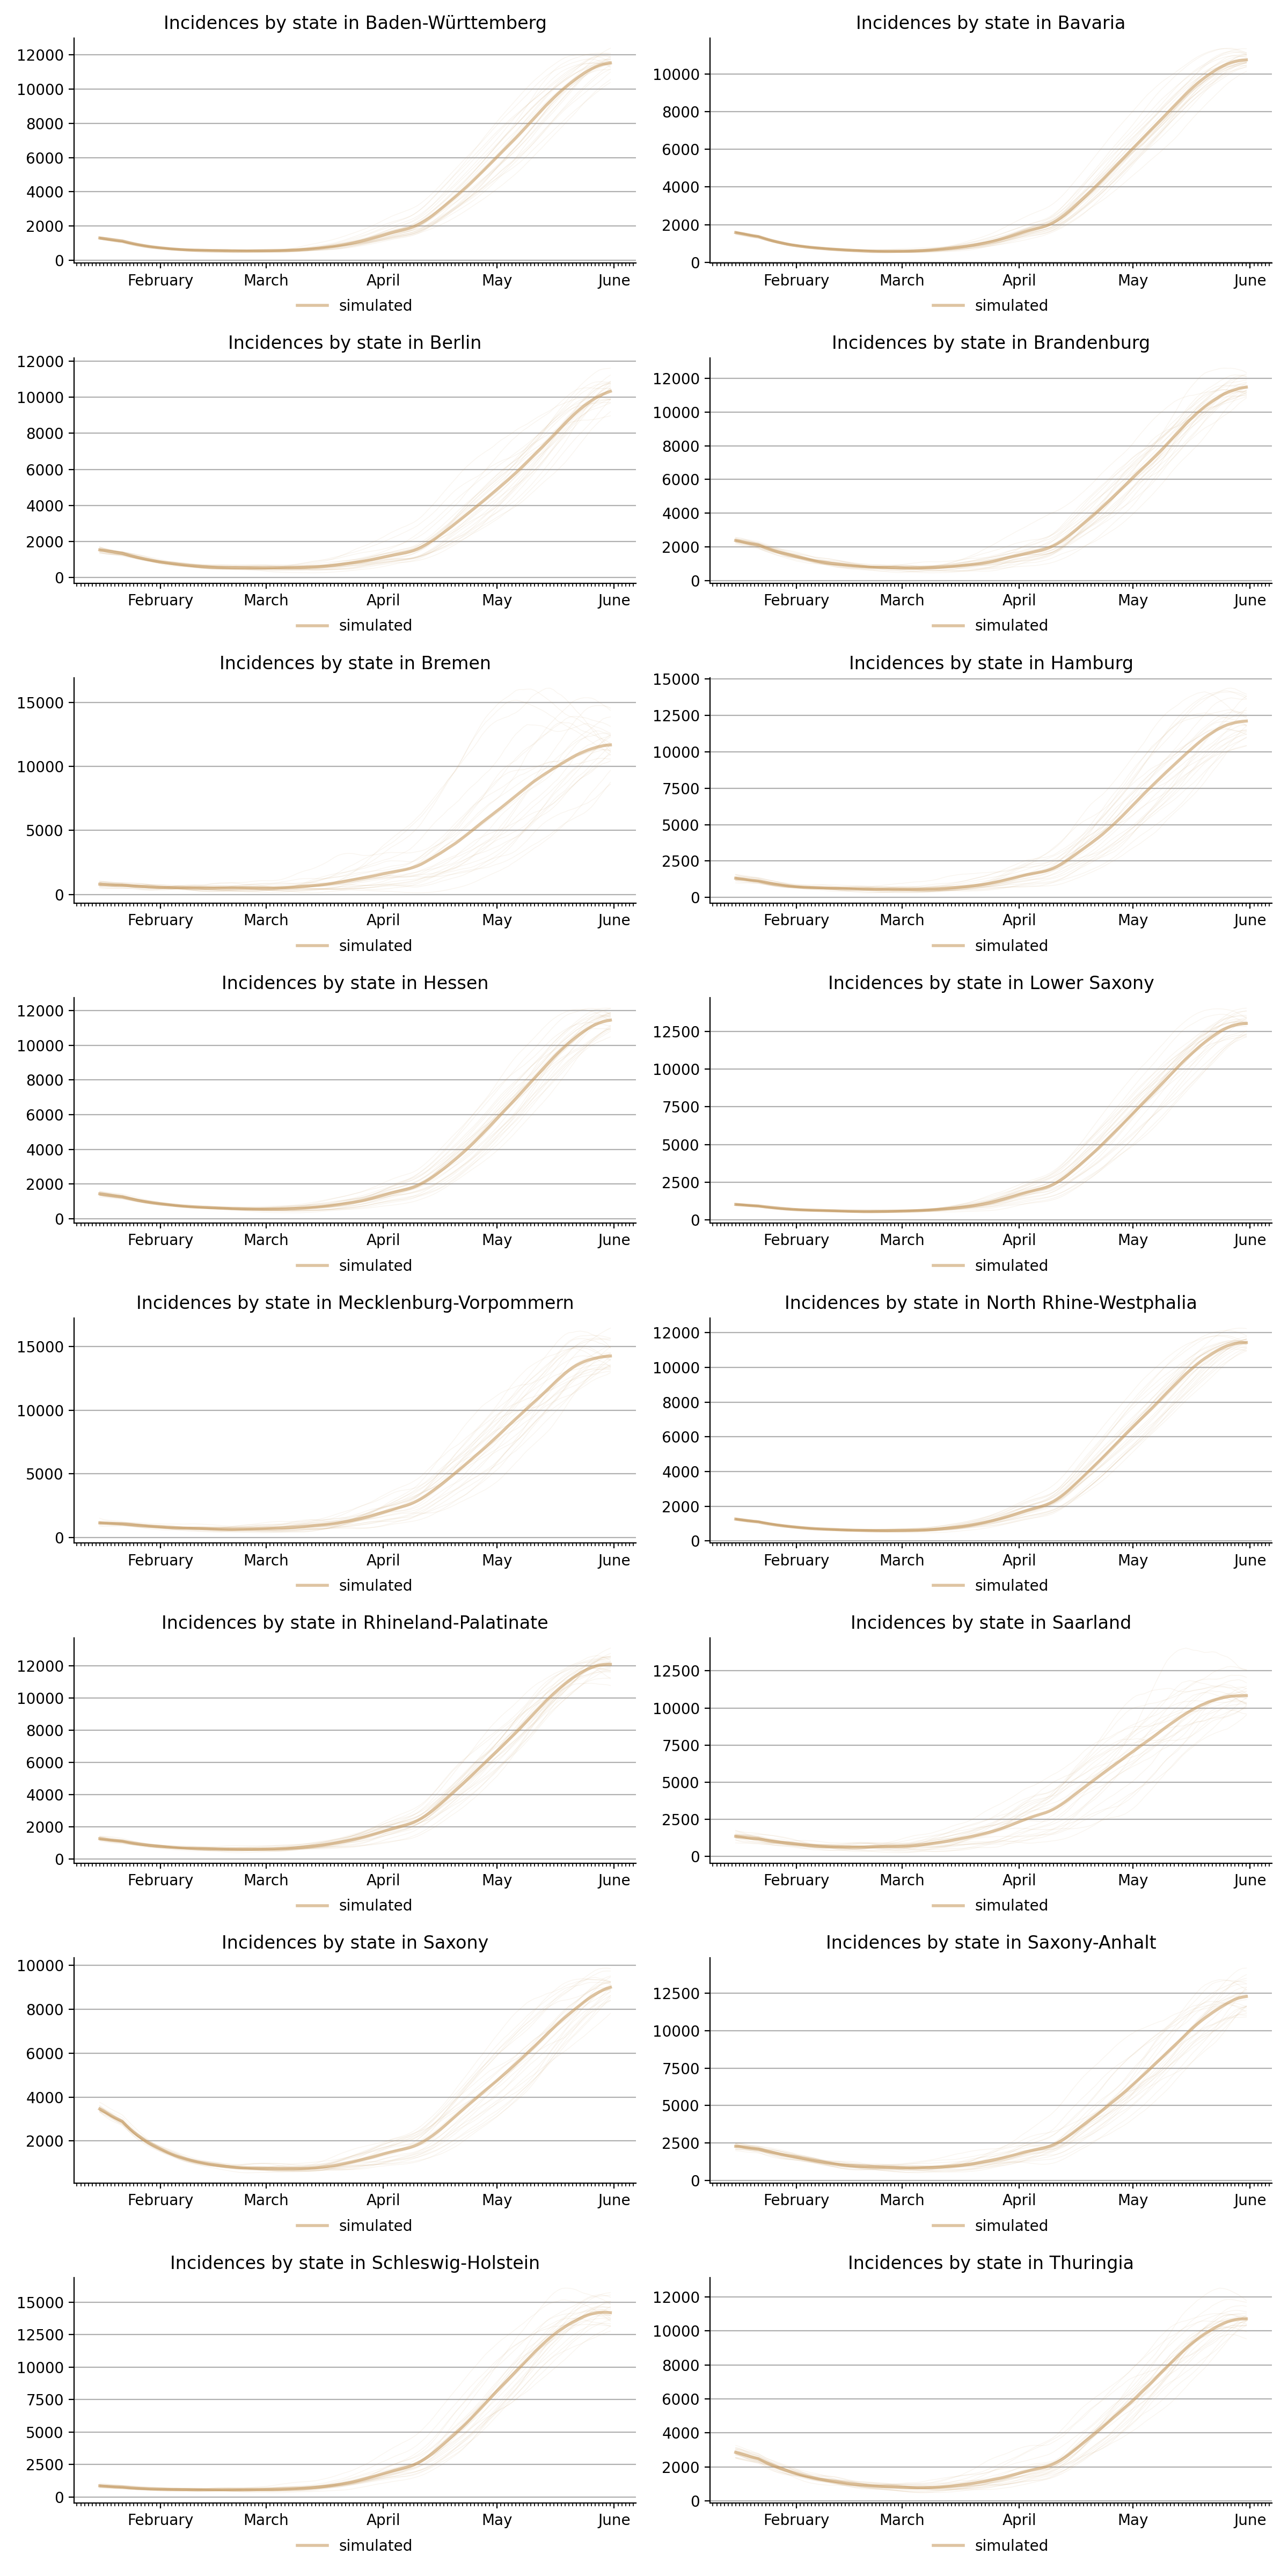 Incidences by state in Baden-Württemberg
12000
10000
8000
6000
4000
2000
0
February March April May June
simulated
Incidences by state in Bavaria
10000
8000
6000
4000
2000
0
February March April May June
simulated
Incidences by state in Berlin
12000
10000
8000
6000
4000
2000
0
February March April May June
simulated
Incidences by state in Brandenburg
12000
10000
8000
6000
4000
2000
0
February March April May June
simulated
Incidences by state in Bremen
15000
10000
5000
0
February March April May June
simulated
Incidences by state in Hamburg
15000
12500
10000
7500
5000
2500
0
February March April May June
simulated
Incidences by state in Hessen
12000
10000
8000
6000
4000
2000
0
February March April May June
simulated
Incidences by state in Lower Saxony
12500
10000
7500
5000
2500
0
February March April May June
simulated
Incidences by state in Mecklenburg-Vorpommern
15000
10000
5000
0
February March April May June
simulated
Incidences by state in North Rhine-Westphalia
12000
10000
8000
6000
4000
2000
0
February March April May June
simulated
Incidences by state in Rhineland-Palatinate
12000
10000
8000
6000
4000
2000
0
February March April May June
simulated
Incidences by state in Saarland
12500
10000
7500
5000
2500
0
February March April May June
simulated
Incidences by state in Saxony
10000
8000
6000
4000
2000
February March April May June
simulated
Incidences by state in Saxony-Anhalt
12500
10000
7500
5000
2500
0
February March April May June
simulated
Incidences by state in Schleswig-Holstein
15000
12500
10000
7500
5000
2500
0
February March April May June
simulated
Incidences by state in Thuringia
12000
10000
8000
6000
4000
2000
0
February March April May June
simulated